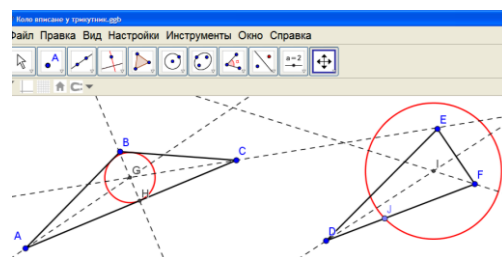 Коло вписане у трикутник.ggb
Файл Правка Вид Настройки Инструменты Окно Справка
A
a=2
B
C
G
H
A
E
I
F
D
J